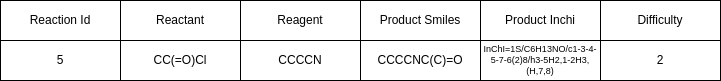 Reaction Id Reactant Reagent Product Smiles Product Inchi Difficulty
5 CC(=O)Cl CCCCN CCCCNC(C)=O InChI=1S/C6H13NO/c1-3-4-
5-7-6(2)8/h3-5H2,1-2H3,
(H,7,8) 2